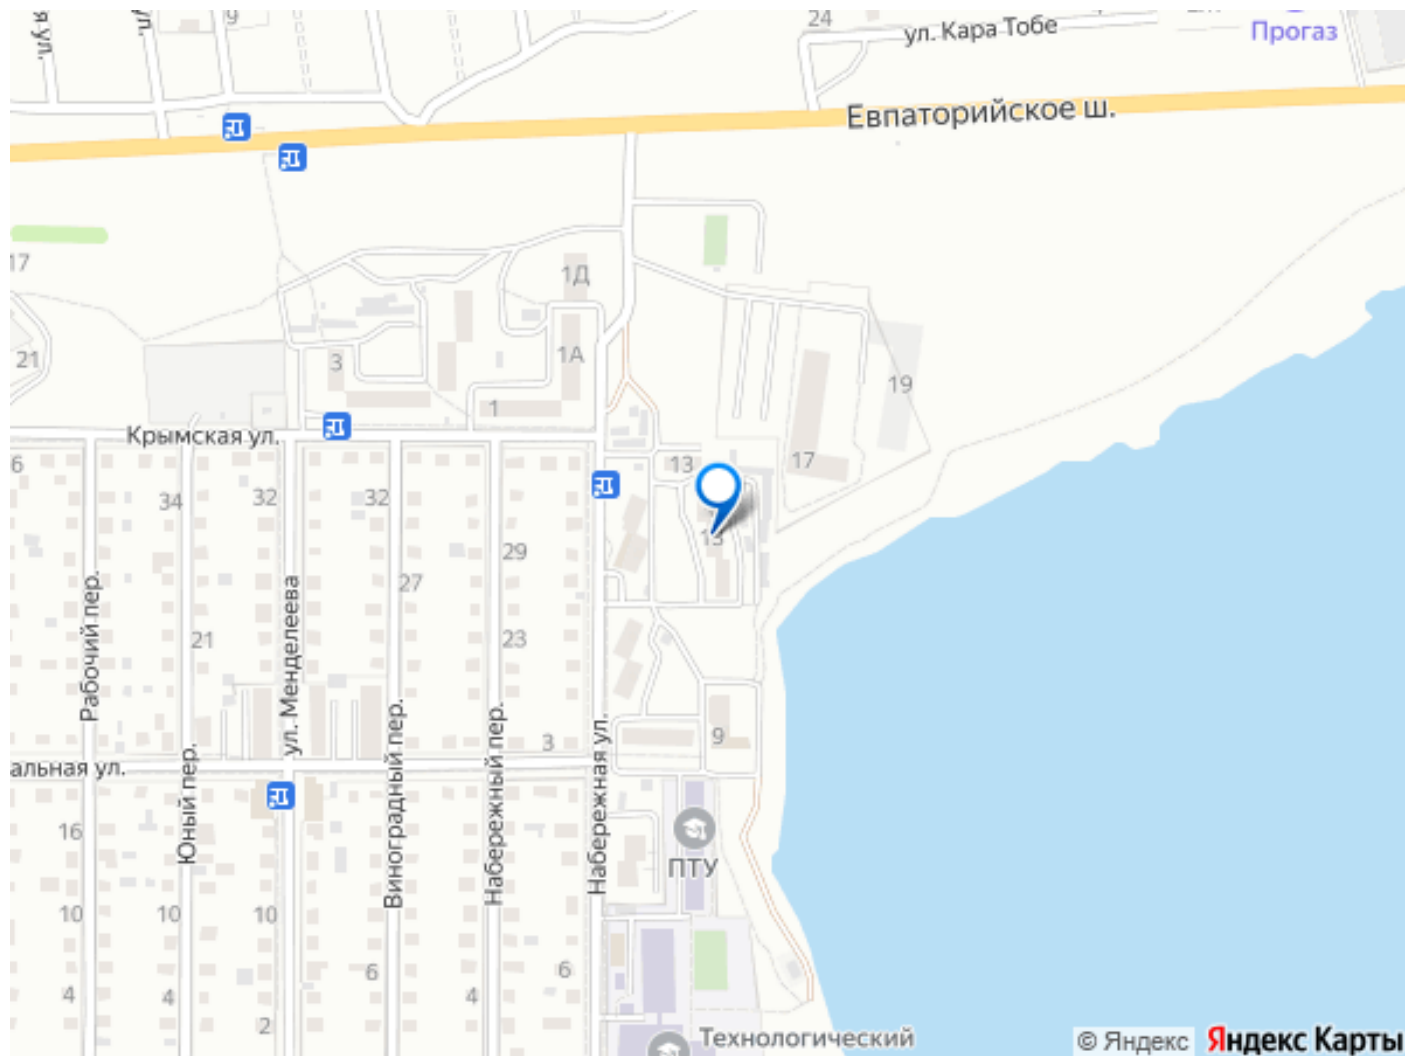 я ул.
ул.
9
24
ул. Кара Тобе
Прогаз
Евпаторийское ш.
17
1Д
21
3
1А
19
1
Крымская ул.
6
13
17
34
32
32
13
29
27
Рабочий пер.
ул. Менделеева
21
23
Виноградный пер.
Набережный пер.
Набережная ул.
3
9
альная ул.
Юный пер.
16
ПТУ
10
10
10
6
6
4
4
4
2
Технологический
© Яндекс Яндекс Карты